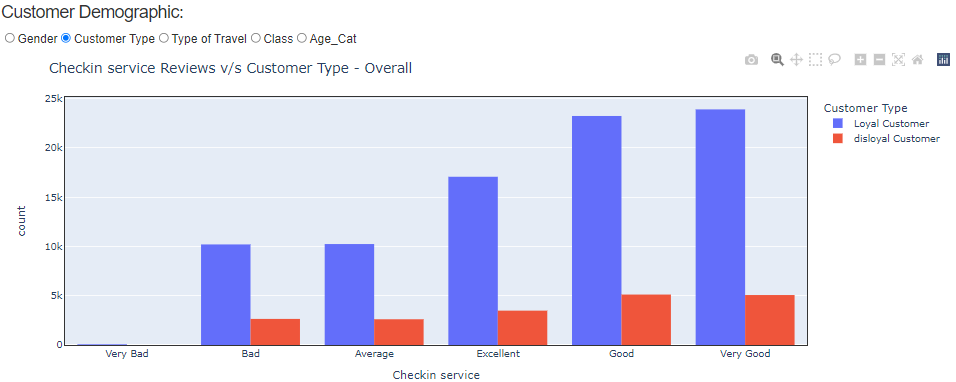 Customer Demographic:
Gender Customer Type Type of Travel Class Age_Cat
Checkin service Reviews v/s Customer Type - Overall
25k
20k
15k
10k
5k
0
count
Very Bad Bad Average Excellent Good Very Good
Checkin service
Customer Type
Loyal Customer
disloyal Customer